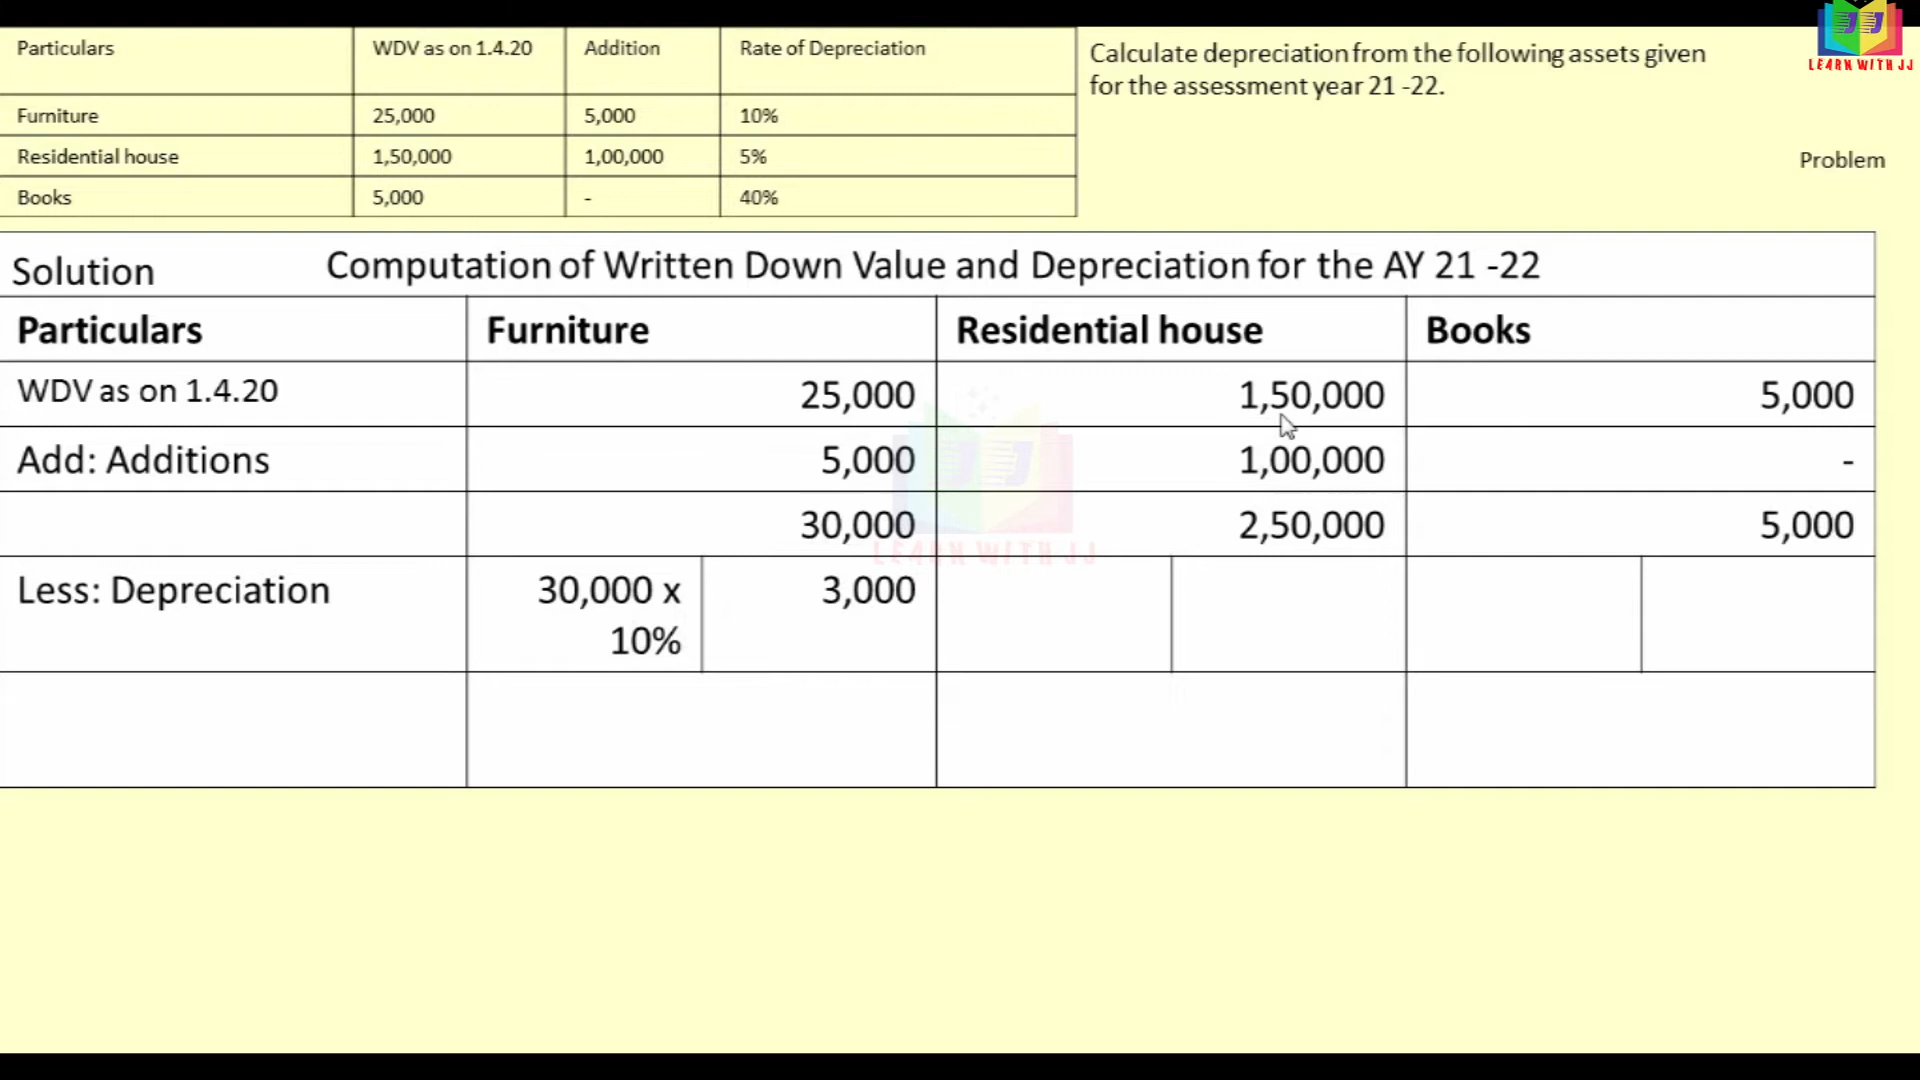 LE4RN WITH JJ
Particulars WDV as on 1.4.20 Addition Rate of Depreciation
Furniture 25,000 5,000 10%
Residential house 1,50,000 1,00,000 5%
Books 5,000 - 40%
Calculate depreciation from the following assets given
for the assessment year 21 -22.
Problem
Solution Computation of Written Down Value and Depreciation for the AY 21 -22
Particulars Furniture Residential house Books
WDV as on 1.4.20 25,000 1,50,000 5,000
Add: Additions 5,000 1,00,000 -
30,000 2,50,000 5,000
LE4RN WITH JJ
Less: Depreciation 30,000 x 3,000
10%